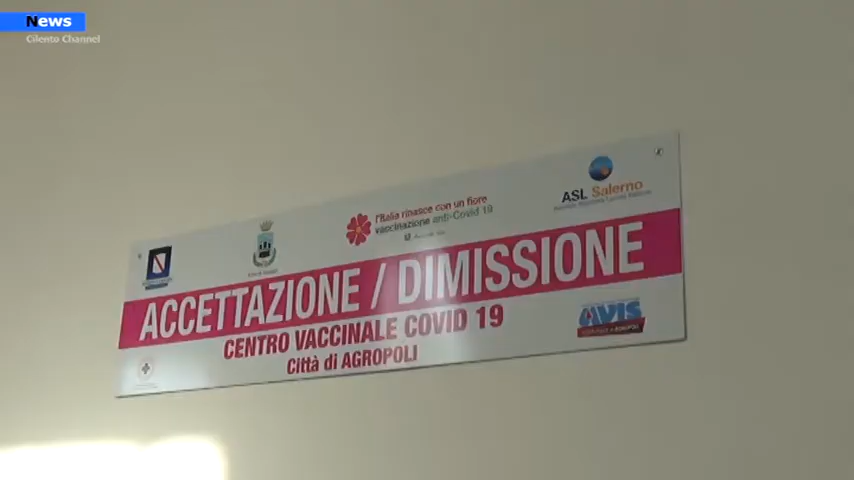 News
Cilento Channel
l'Italia rinasce con un fiore
vaccinazione anti-Covid 19
ASL Salerno
ACCETTAZIONE / DIMISSIONE
CENTRO VACCINALE COVID 19
Città di AGROPOLI
AVIS